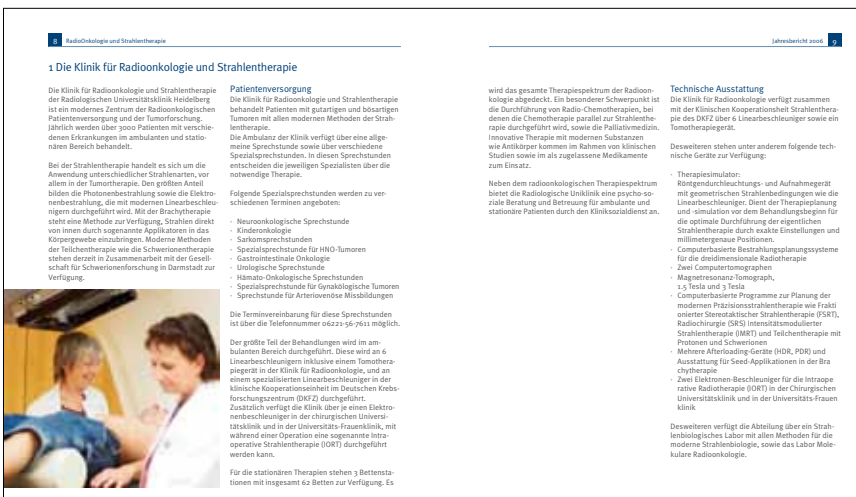 8 RadioOnkologie und Strahlentherapie
1 Die Klinik für Radioonkologie und Strahlentherapie
Die Klinik für Radioonkologie und Strahlentherapie
der Radiologischen Universitätsklinik Heidelberg
ist ein modernes Zentrum der Radioonkologischen
Patientenversorgung und der Tumorforschung.
Jährlich werden über 3000 Patienten mit verschie-
denen Erkrankungen im ambulanten und statio-
nären Bereich behandelt.
Bei der Strahlentherapie handelt es sich um die
Anwendung unterschiedlicher Strahlenarten, vor
allem in der Tumortherapie. Den größten Anteil
bilden die Photonenbestrahlung sowie die Elektro-
nenbestrahlung, die mit modernen Linearbeschleu-
nigern durchgeführt wird. Mit der Brachytherapie
steht eine Methode zur Verfügung, Strahlen direkt
von innen durch sogenannte Applikatoren in das
Körpergewebe einzubringen. Moderne Methoden
der Teilchentherapie wie die Schwerionentherapie
stehen derzeit in Zusammenarbeit mit der Gesell-
schaft für Schwerionenforschung in Darmstadt zur
Verfügung.
Patientenversorgung
Die Klinik für Radioonkologie und Strahlentherapie
behandelt Patienten mit gutartigen und bösartigen
Tumoren mit allen modernen Methoden der Strah-
lentherapie.
Die Ambulanz der Klinik verfügt über eine allge-
meine Sprechstunde sowie über verschiedene
Spezialsprechstunden. In diesen Sprechstunden
entscheiden die jeweiligen Spezialisten über die
notwendige Therapie.
Folgende Spezialsprechstunden werden zu ver-
schiedenen Terminen angeboten:
· Neuroonkologische Sprechstunde
· Kinderonkologie
· Sarkomsprechstunden
· Spezialsprechstunde für HNO-Tumoren
· Gastrointestinale Onkologie
· Urologische Sprechstunde
· Hämato-Onkologische Sprechstunden
· Spezialsprechstunde für Gynäkölogische Tumoren
· Sprechstunde für Arteriovenöse Missbildungen
Die Terminvereinbarung für diese Sprechstunden
ist über die Telefonnummer 06221-56-7611 möglich.
Der größte Teil der Behandlungen wird im am-
bulanten Bereich durchgeführt. Diese wird an 6
Linearbeschleunigern inklusive einem Tomothera-
piegerät in der Klinik für Radioonkologie, und an
einem spezialisierten Linearbeschleuniger in der
klinische Kooperationseinheit im Deutschen Krebs-
forschungszentrum (DKFZ) durchgeführt.
Zusätzlich verfügt die Klinik über je einen Elektro-
nenbeschleuniger in der chirurgischen Universi-
tätsklinik und in der Universitäts-Frauenklinik, mit
während einer Operation eine sogenannte Intra-
operative Strahlentherapie (IORT) durchgeführt
werden kann.
Für die stationären Therapien stehen 3 Bettensta-
tionen mit insgesamt 62 Betten zur Verfügung. Es
Jahresbericht 2006 9
wird das gesamte Therapiespektrum der Radioon-
kologie abgedeckt. Ein besonderer Schwerpunkt ist
die Durchführung von Radio-Chemotherapien, bei
denen die Chemotherapie parallel zur Strahlenthe-
rapie durchgeführt wird, sowie die Palliativmedizin.
Innovative Therapie mit modernen Substanzen
wie Antikörper kommen im Rahmen von klinischen
Studien sowie im als zugelassene Medikamente
zum Einsatz.
Neben dem radioonkologischen Therapiespektrum
bietet die Radiologische Uniklinik eine psycho-so-
ziale Beratung und Betreuung für ambulante und
stationäre Patienten durch den Kliniksozialdienst an.
Technische Ausstattung
Die Klinik für Radioonkologie verfügt zusammen
mit der Klinischen Kooperationsheit Strahlenthera-
pie des DKFZ über 6 Linearbeschleuniger sowie ein
Tomotherapiegerät.
Desweiteren stehen unter anderem folgende tech-
nische Geräte zur Verfügung:
· Therapiesimulator:
Röntgendurchleuchtungs- und Aufnahmegerät
mit geometrischen Strahlenbedingungen wie die
Linearbeschleuniger. Dient der Therapieplanung
und -simulation vor dem Behandlungsbeginn für
die optimale Durchführung der eigentlichen
Strahlentherapie durch exakte Einstellungen und
millimetergenaue Positionen.
· Computerbasierte Bestrahlungsplanungssysteme
für die dreidimensionale Radiotherapie
· Zwei Computertomographen
· Magnetresonanz-Tomograph,
1.5 Tesla und 3 Tesla
· Computerbasierte Programme zur Planung der
modernen Präzisionsstrahlentherapie wie Frakti
onierter Stereotaktischer Strahlentherapie (FSRT),
Radiochirurgie (SRS) Intensitätsmodulierter
Strahlentherapie (IMRT) und Teilchentherapie mit
Protonen und Schwerionen
· Mehrere Afterloading-Geräte (HDR, PDR) und
Ausstattung für Seed-Applikationen in der Bra
chytherapie
· Zwei Elektronen-Beschleuniger für die Intraope
rative Radiotherapie (IORT) in der Chirurgischen
Universitätsklinik und in der Universitäts-Frauen
klinik
Desweiteren verfügt die Abteilung über ein Strah-
lenbiologisches Labor mit allen Methoden für die
moderne Strahlenbiologie, sowie das Labor Mole-
kulare Radioonkologie.